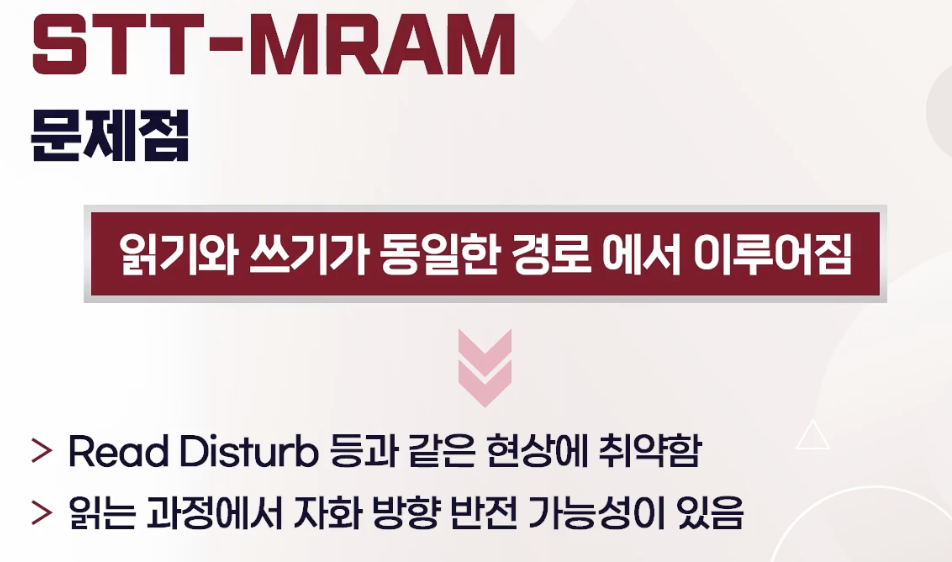 STT-MRAM
문제점
읽기와 쓰기가 동일한 경로 에서 이루어짐
> Read Disturb 등과 같은 현상에 취약함
> 읽는 과정에서 자화 방향 반전 가능성이 있음